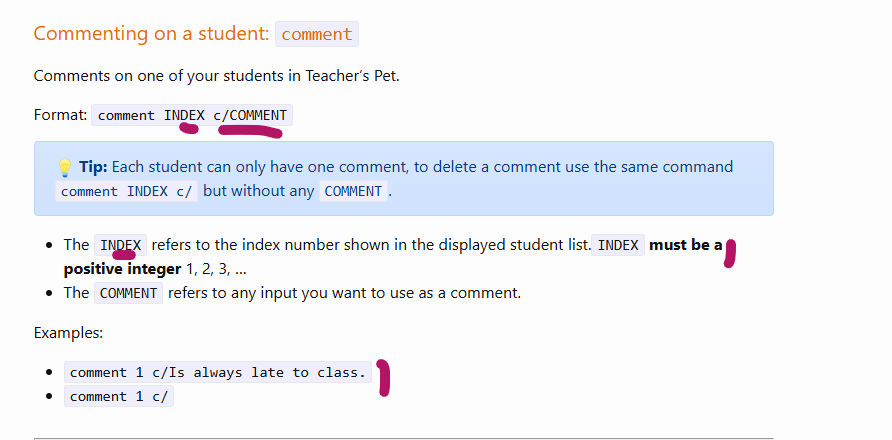 Commenting on a student: comment
Comments on one of your students in Teacher’s Pet.
Format: comment INDEX c/COMMENT
Tip: Each student can only have one comment, to delete a comment use the same command
comment INDEX c/ but without any COMMENT.
The INDEX refers to the index number shown in the displayed student list. INDEX must be a
positive integer 1, 2, 3, …
The COMMENT refers to any input you want to use as a comment.
Examples:
comment 1 c/Is always late to class.
comment 1 c/